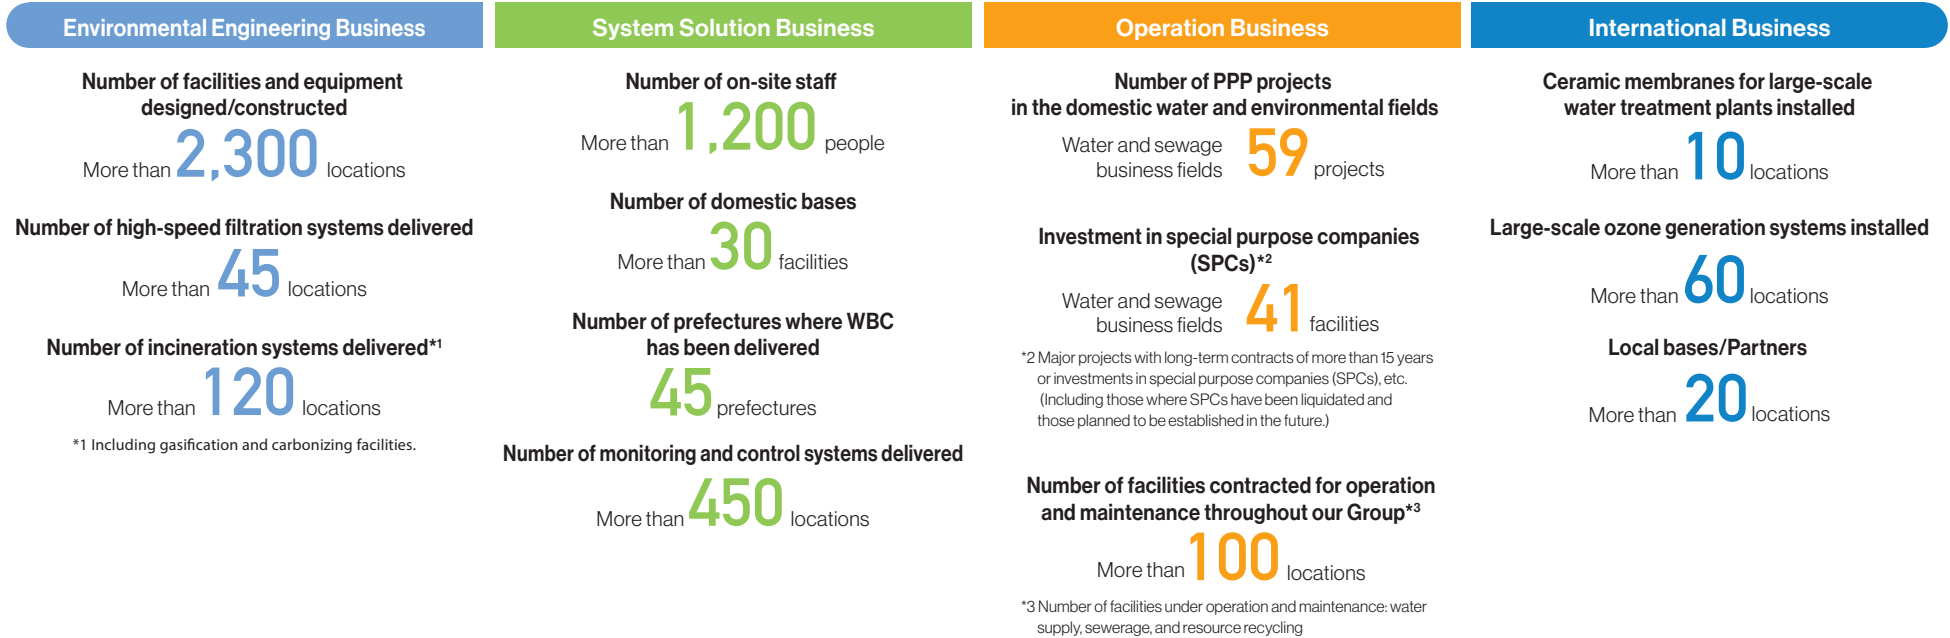 Environmental Engineering Business
Number of facilities and equipment
designed/constructed
More than 2,300 locations
Number of high-speed filtration systems delivered
More than 45 locations
Number of incineration systems delivered*1
More than 120 locations
*1 Including gasification and carbonizing facilities.
System Solution Business
Number of on-site staff
More than 1,200 people
Number of domestic bases
More than 30 facilities
Number of prefectures where WBC
has been delivered
45 prefectures
Number of monitoring and control systems delivered
More than 450 locations
Operation Business
Number of PPP projects
in the domestic water and environmental fields
Water and sewage
business fields 59 projects
Investment in special purpose companies
(SPCs)*2
Water and sewage
business fields 41 facilities
*2 Major projects with long-term contracts of more than 15 years
or investments in special purpose companies (SPCs), etc.
(Including those where SPCs have been liquidated and
those planned to be established in the future.)
Number of facilities contracted for operation
and maintenance throughout our Group*3
More than 100 locations
*3 Number of facilities under operation and maintenance: water
supply, sewerage, and resource recycling
International Business
Ceramic membranes for large-scale
water treatment plants installed
More than 10 locations
Large-scale ozone generation systems installed
More than 60 locations
Local bases/Partners
More than 20 locations